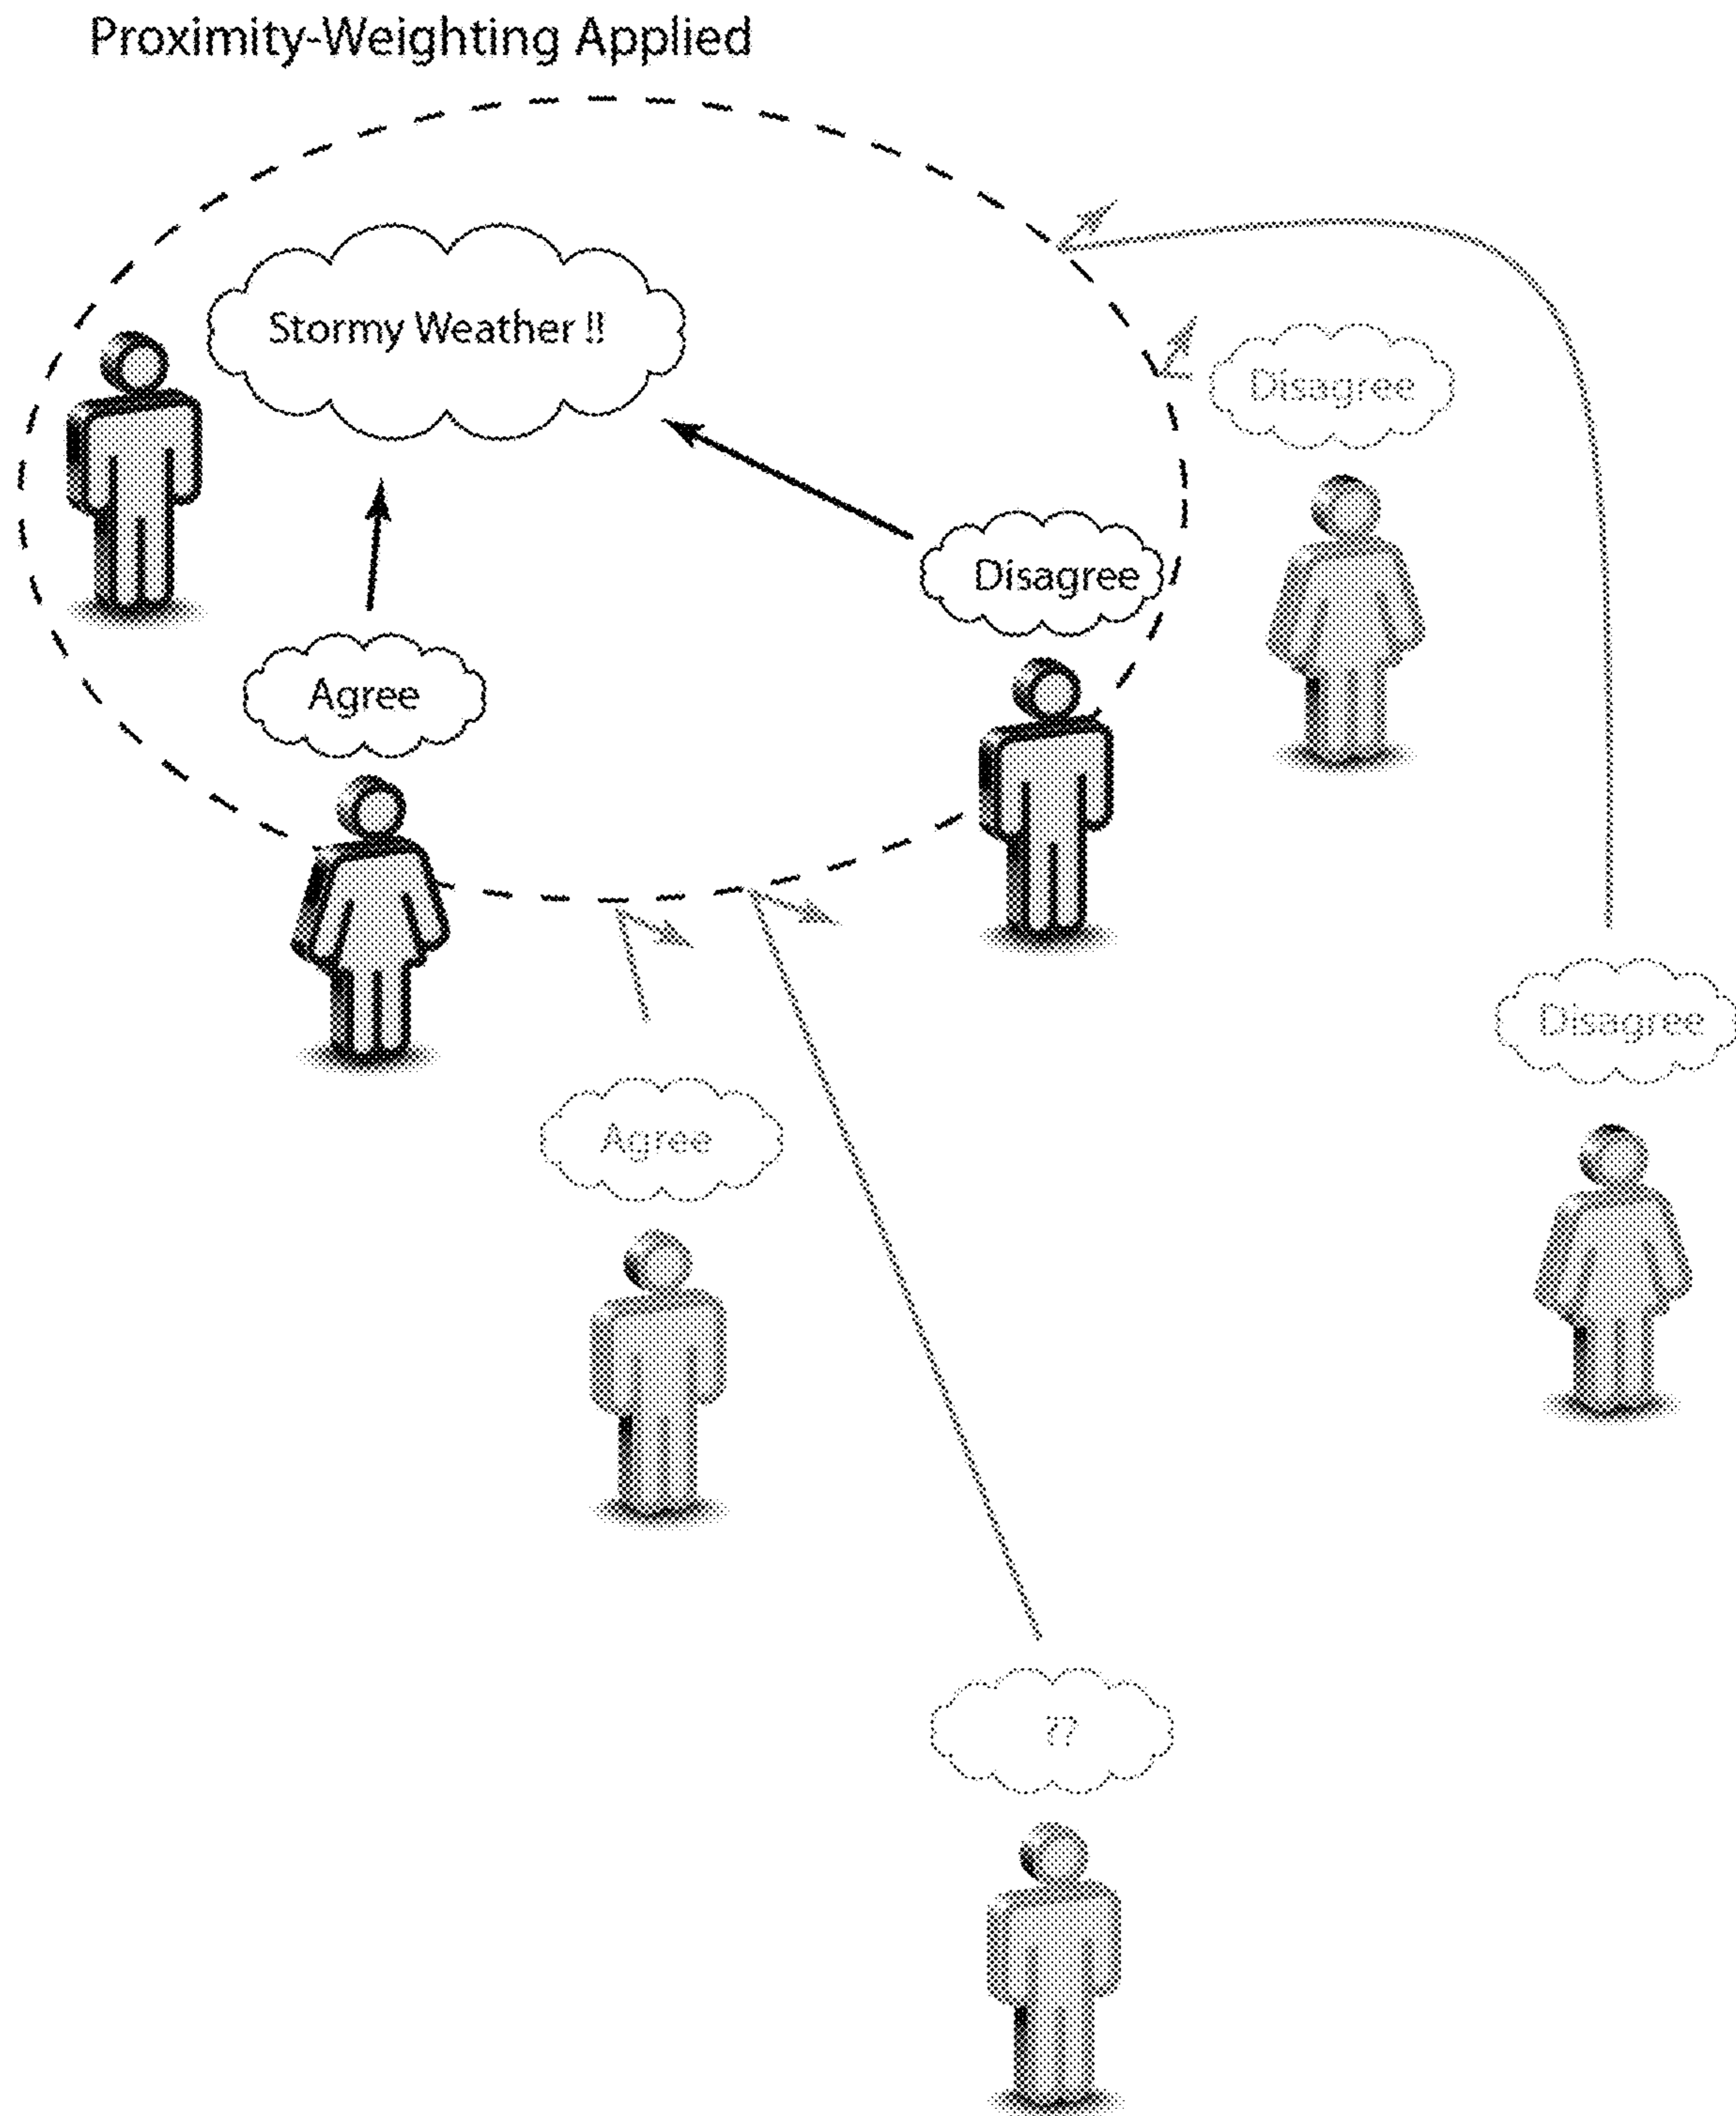 Proximity-Weighting Applied
Stormy Weather !!
Disagree
Disagree
Agree
Disagree
Agree
??